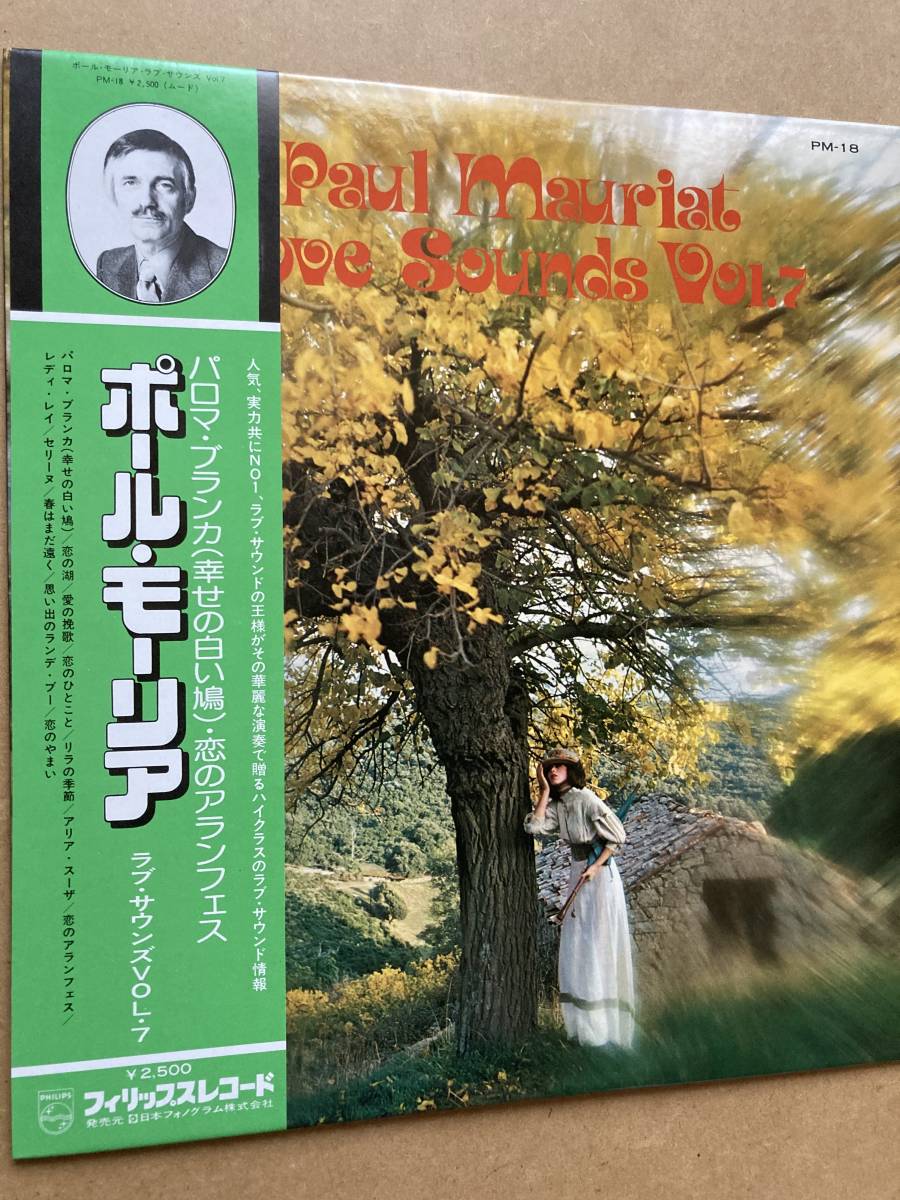 ポール・モーリア・ラブ・サウンズ Vol.7
PM-18 ¥2,500(ムード)
PM-18
Paul Mauriat
ove Sounds Vol.7
人気、実力共にNO1、ラブ・サウンドの王様がその華麗な演奏で贈るハイクラスのラブ・サウンド情報
パロマ・ブランカ(幸せの白い鳩)・恋のアランフェス
ポール・モーリア
ラブ・サウンズVOL・7
パロマ・ブランカ(幸せの白い鳩)/恋の湖/愛の挽歌/恋のひとこと/リラの季節/アリア・スーザ/恋のアランフェス/
レディ・レイ/セリーヌ/春はまだ遠く/思い出のランデ・ブー/恋のやまい
¥2,500
PHILIPS
フィリップスレコード
発売元 日本フォノグラム株式会社